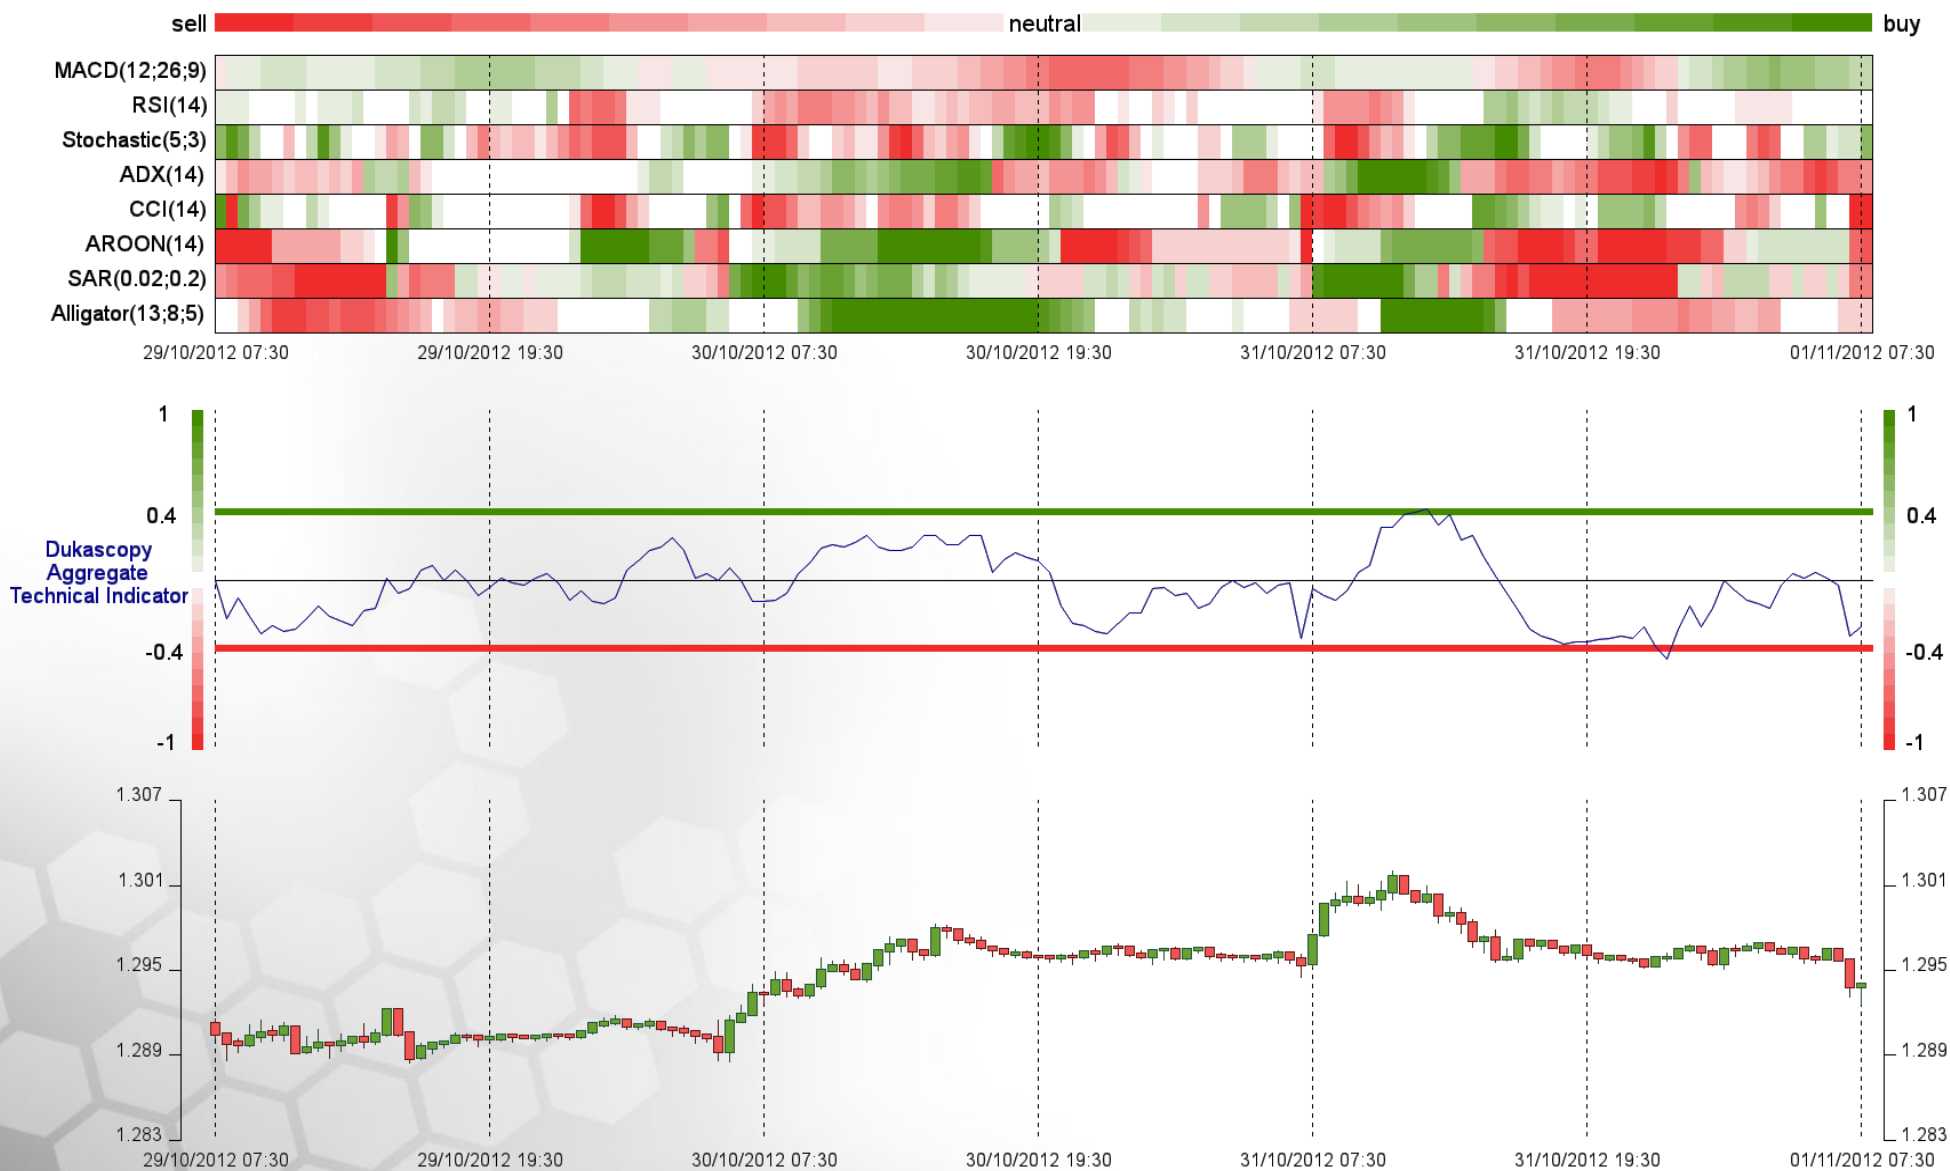 sell neutral buy
MACD(12;26;9)
RSI(14)
Stochastic(5;3)
ADX(14)
CCI(14)
AROON(14)
SAR(0.02;0.2)
Alligator(13;8;5)
29/10/2012 07:30 29/10/2012 19:30 30/10/2012 07:30 30/10/2012 19:30 31/10/2012 07:30 31/10/2012 19:30 01/11/2012 07:30
1 1
0.4 0.4
Dukascopy
Aggregate
Technical Indicator
-0.4 -0.4
-1 -1
1.307 1.307
1.301 1.301
1.295 1.295
1.289 1.289
1.283 1.283
29/10/2012 07:30 29/10/2012 19:30 30/10/2012 07:30 30/10/2012 19:30 31/10/2012 07:30 31/10/2012 19:30 01/11/2012 07:30